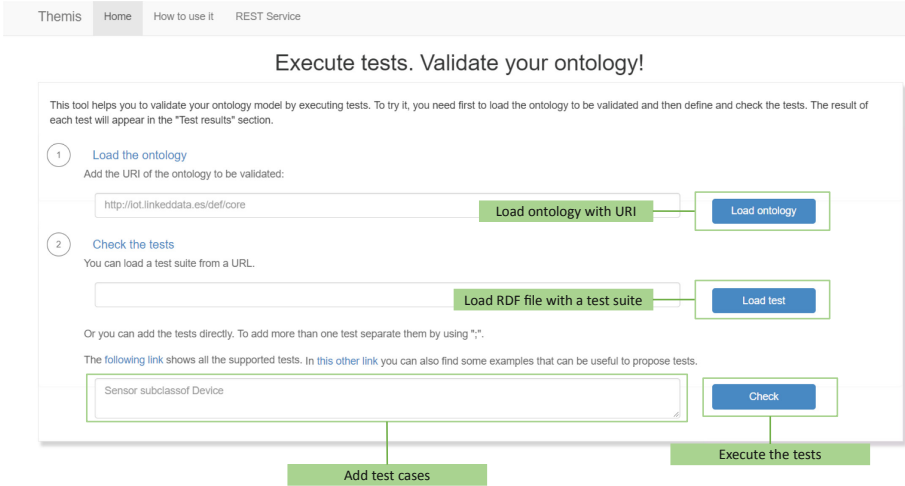 Themis Home How to use it REST Service
Execute tests. Validate your ontology!
This tool helps you to validate your ontology model by executing tests. To try it, you need first to load the ontology to be validated and then define and check the tests. The result of
each test will appear in the "Test results" section.
1 Load the ontology
Add the URI of the ontology to be validated:
http://iot.linkeddata.es/def/core Load ontology with URI Load ontology
2 Check the tests
You can load a test suite from a URL.
Load RDF file with a test suite Load test
Or you can add the tests directly. To add more than one test separate them by using ";".
The following link shows all the supported tests. In this other link you can also find some examples that can be useful to propose tests.
Sensor subclassof Device Check
Execute the tests
Add test cases